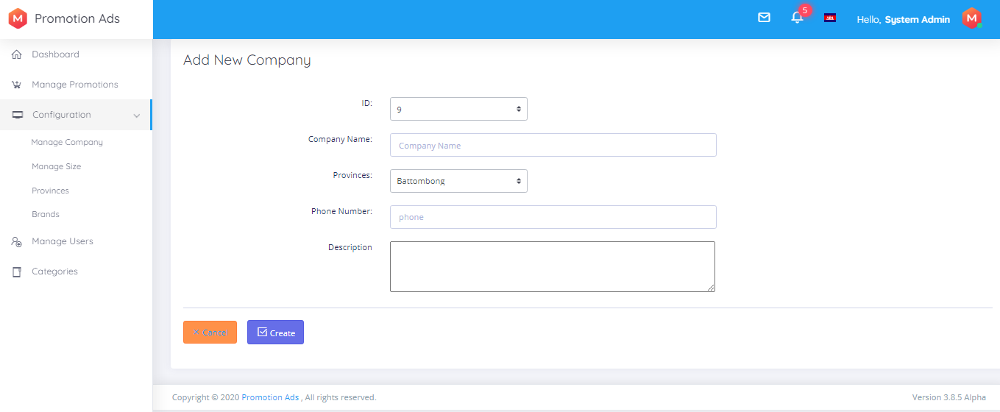 M Promotion Ads
5
Hello, System Admin M
Dashboard
Manage Promotions
Configuration
Manage Company
Manage Size
Provinces
Brands
Manage Users
Categories
Add New Company
ID: 9
Company Name: Company Name
Provinces: Battombong
Phone Number: phone
Description
× Cancel
Create
Copyright © 2020 Promotion Ads , All rights reserved.
Version 3.8.5 Alpha